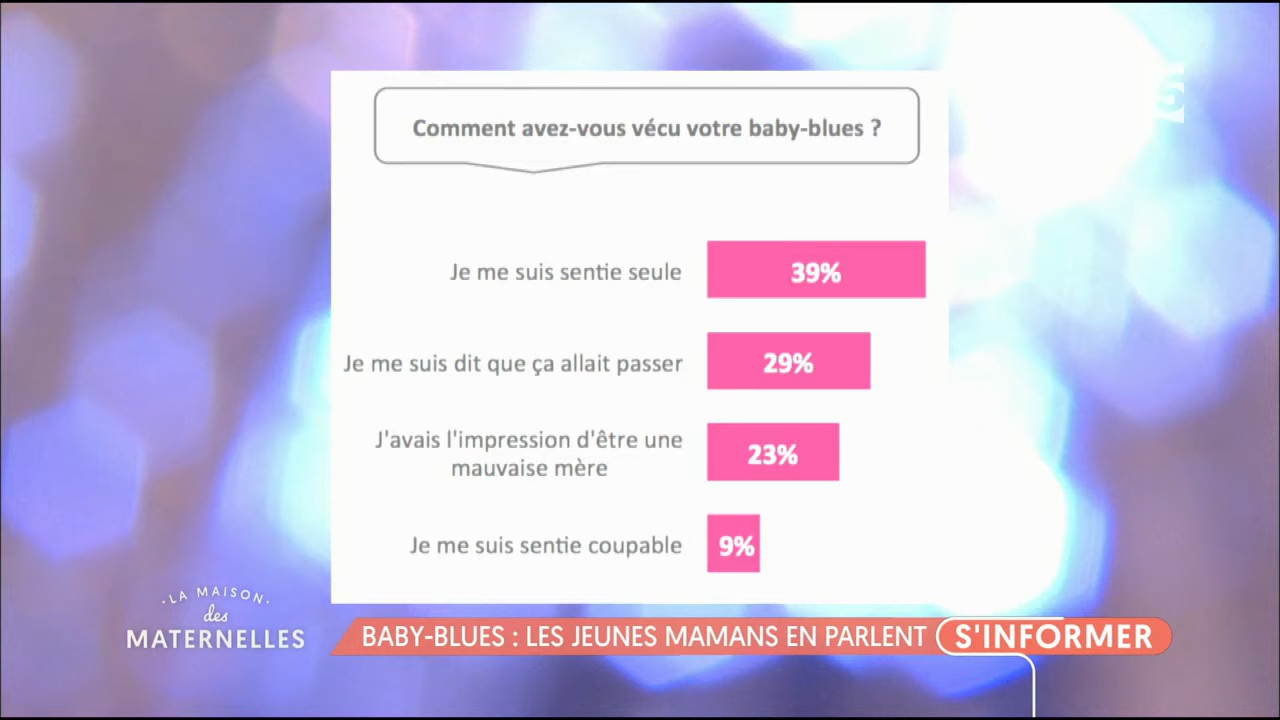 5
Comment avez-vous vécu votre baby-blues ?
Je me suis sentie seule
39%
Je me suis dit que ça allait passer
29%
J'avais l'impression d'être une
mauvaise mère
23%
Je me suis sentie coupable
9%
·LA MAISON·
des
MATERNELLES
BABY-BLUES : LES JEUNES MAMANS EN PARLENT
S'INFORMER